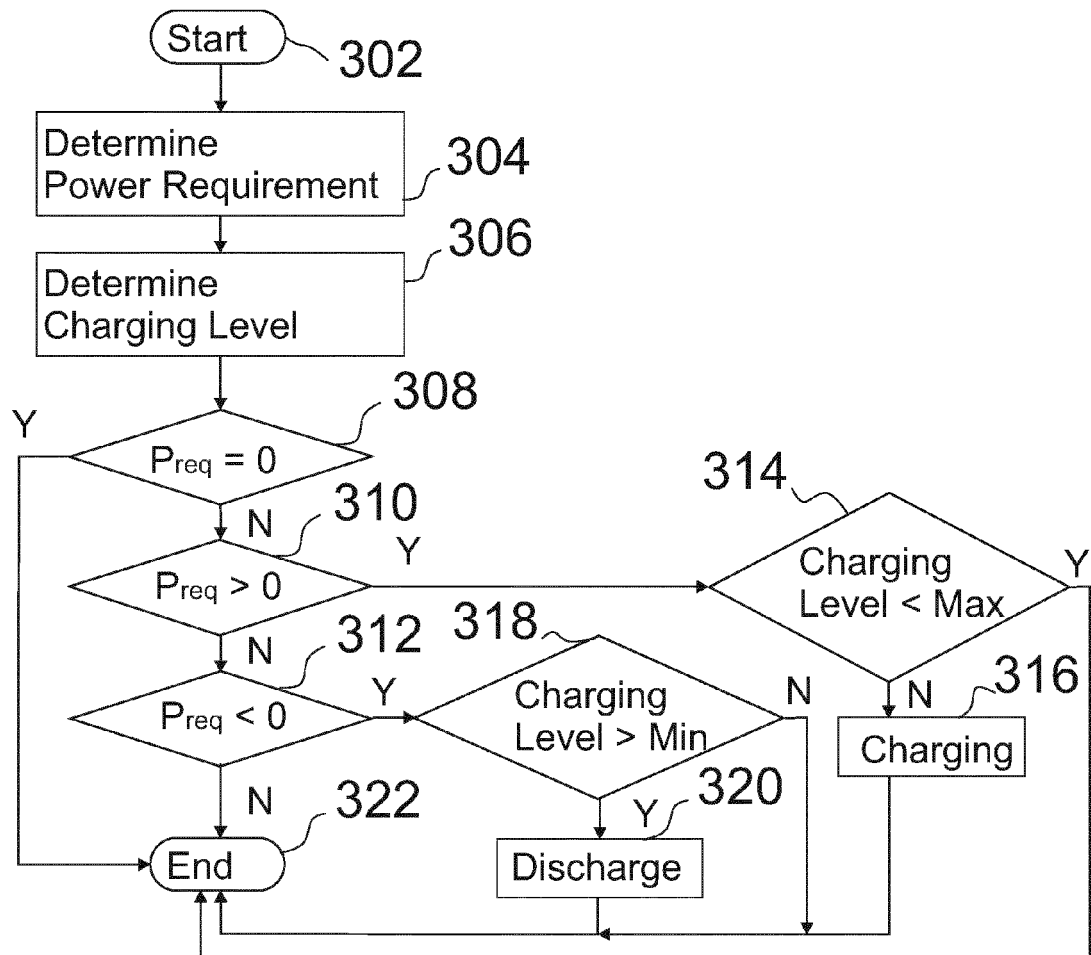 Start
302
Determine
Power Requirement
304
306
Determine
Charging Level
308
Y
Preq = 0
N
310
Preq > 0
Y
314
Charging
Level < Max
Y
N
312
Preq < 0
Y
318
Charging
Level > Min
N
N
316
Charging
N
322
End
Y
320
Discharge